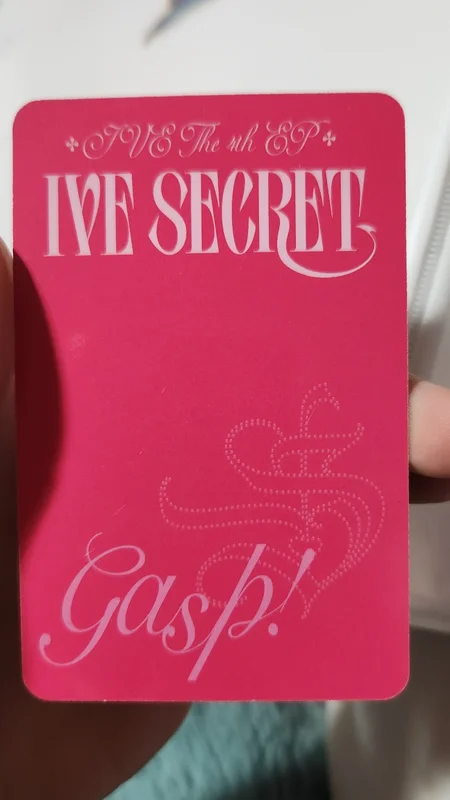 ✤ IVE The 4th EP ✤
IVE SECRET
Gasp!